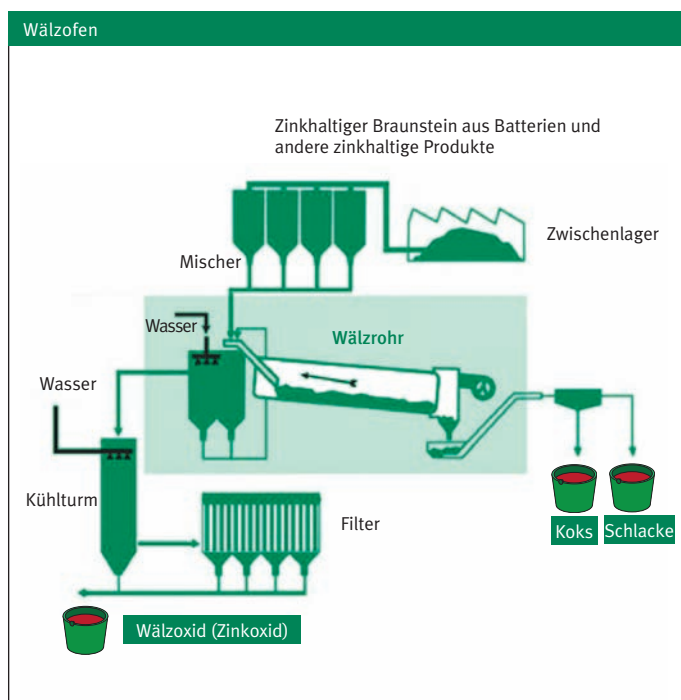 Wälzofen
Zinkhaltiger Braunstein aus Batterien und
andere zinkhaltige Produkte
Zwischenlager
Mischer
Wasser
Wälzrohr
Wasser
Kühlturm
Filter
Koks
Schlacke
Wälzoxid (Zinkoxid)